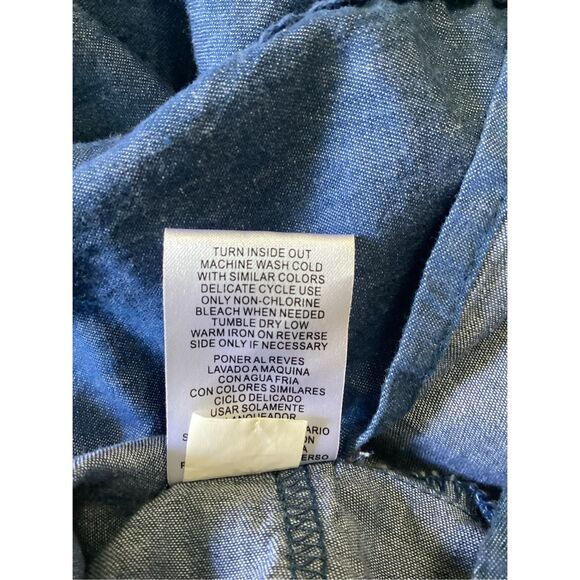 TURN INSIDE OUT
MACHINE WASH COLD
WITH SIMILAR COLORS
DELICATE CYCLE USE
ONLY NON-CHLORINE
BLEACH WHEN NEEDED
TUMBLE DRY LOW
WARM IRON ON REVERSE
SIDE ONLY IF NECESSARY
PONER AL REVES
LAVADO A MAQUINA
CON AGUA FRIA
CON COLORES SIMILARES
CICLO DELICADO
USAR SOLAMENTE